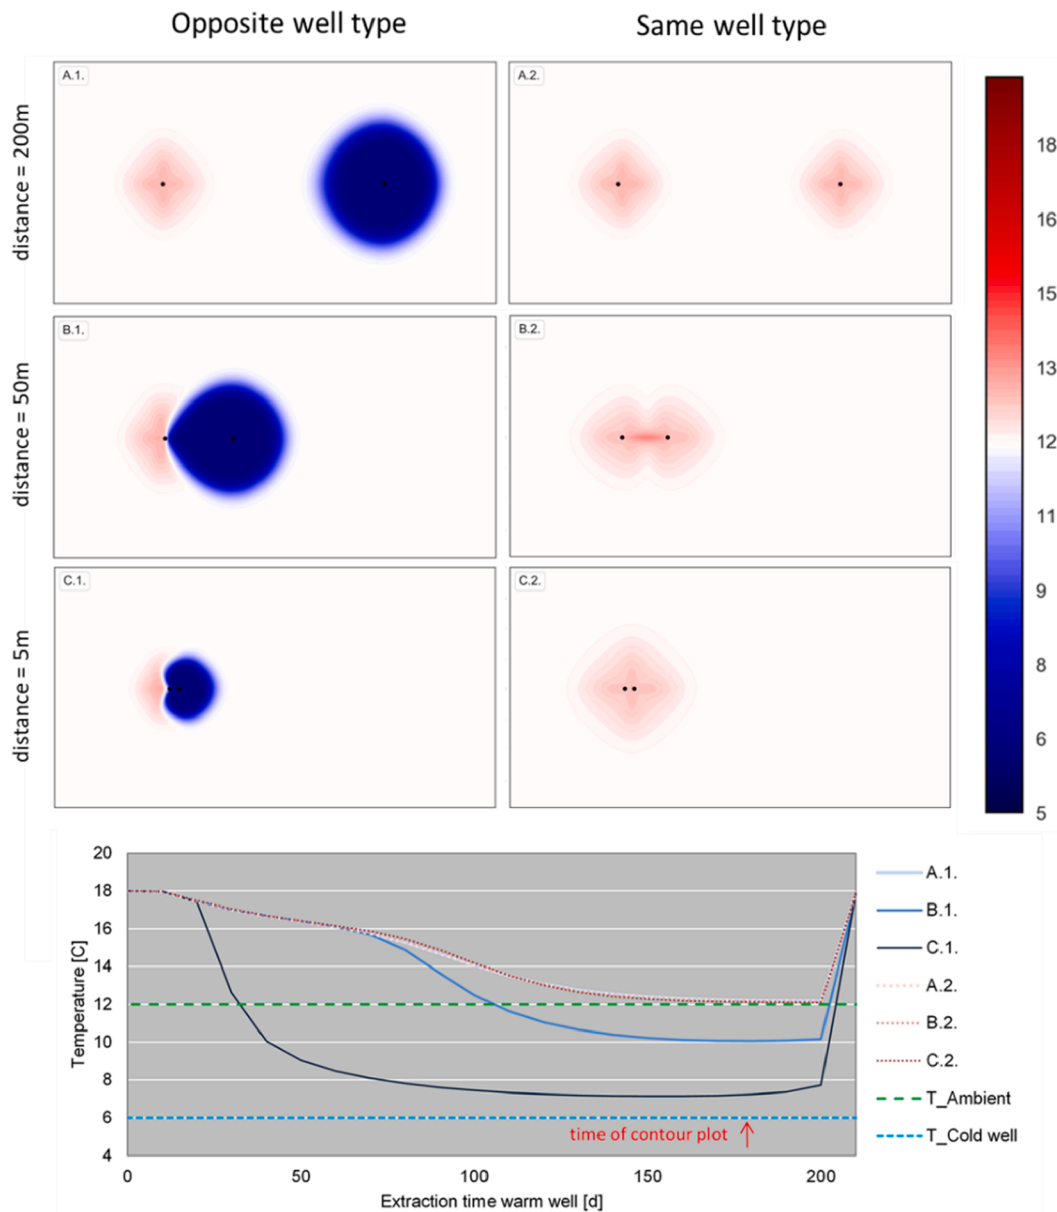 Opposite well type
Same well type
distance = 200m
A.1.
A.2.
distance = 50m
B.1.
B.2.
distance = 5m
C.1.
C.2.
18
16
15
13
12
11
9
8
6
5
20
18
16
14
12
10
8
6
4
Temperature [C]
0
50
100
150
200
Extraction time warm well [d]
time of contour plot
A.1.
B.1.
C.1.
A.2.
B.2.
C.2.
T_Ambient
T_Cold well